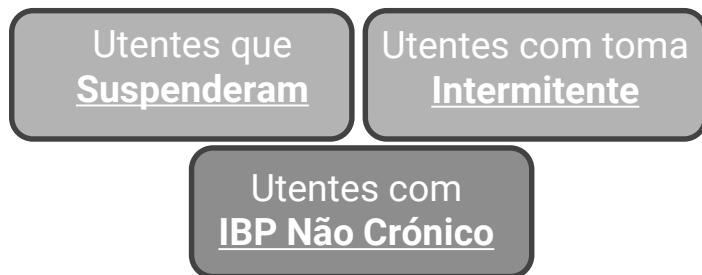 Utentes que
Suspenderam
Utentes com toma
Intermitente
Utentes com
IBP Não Crónico